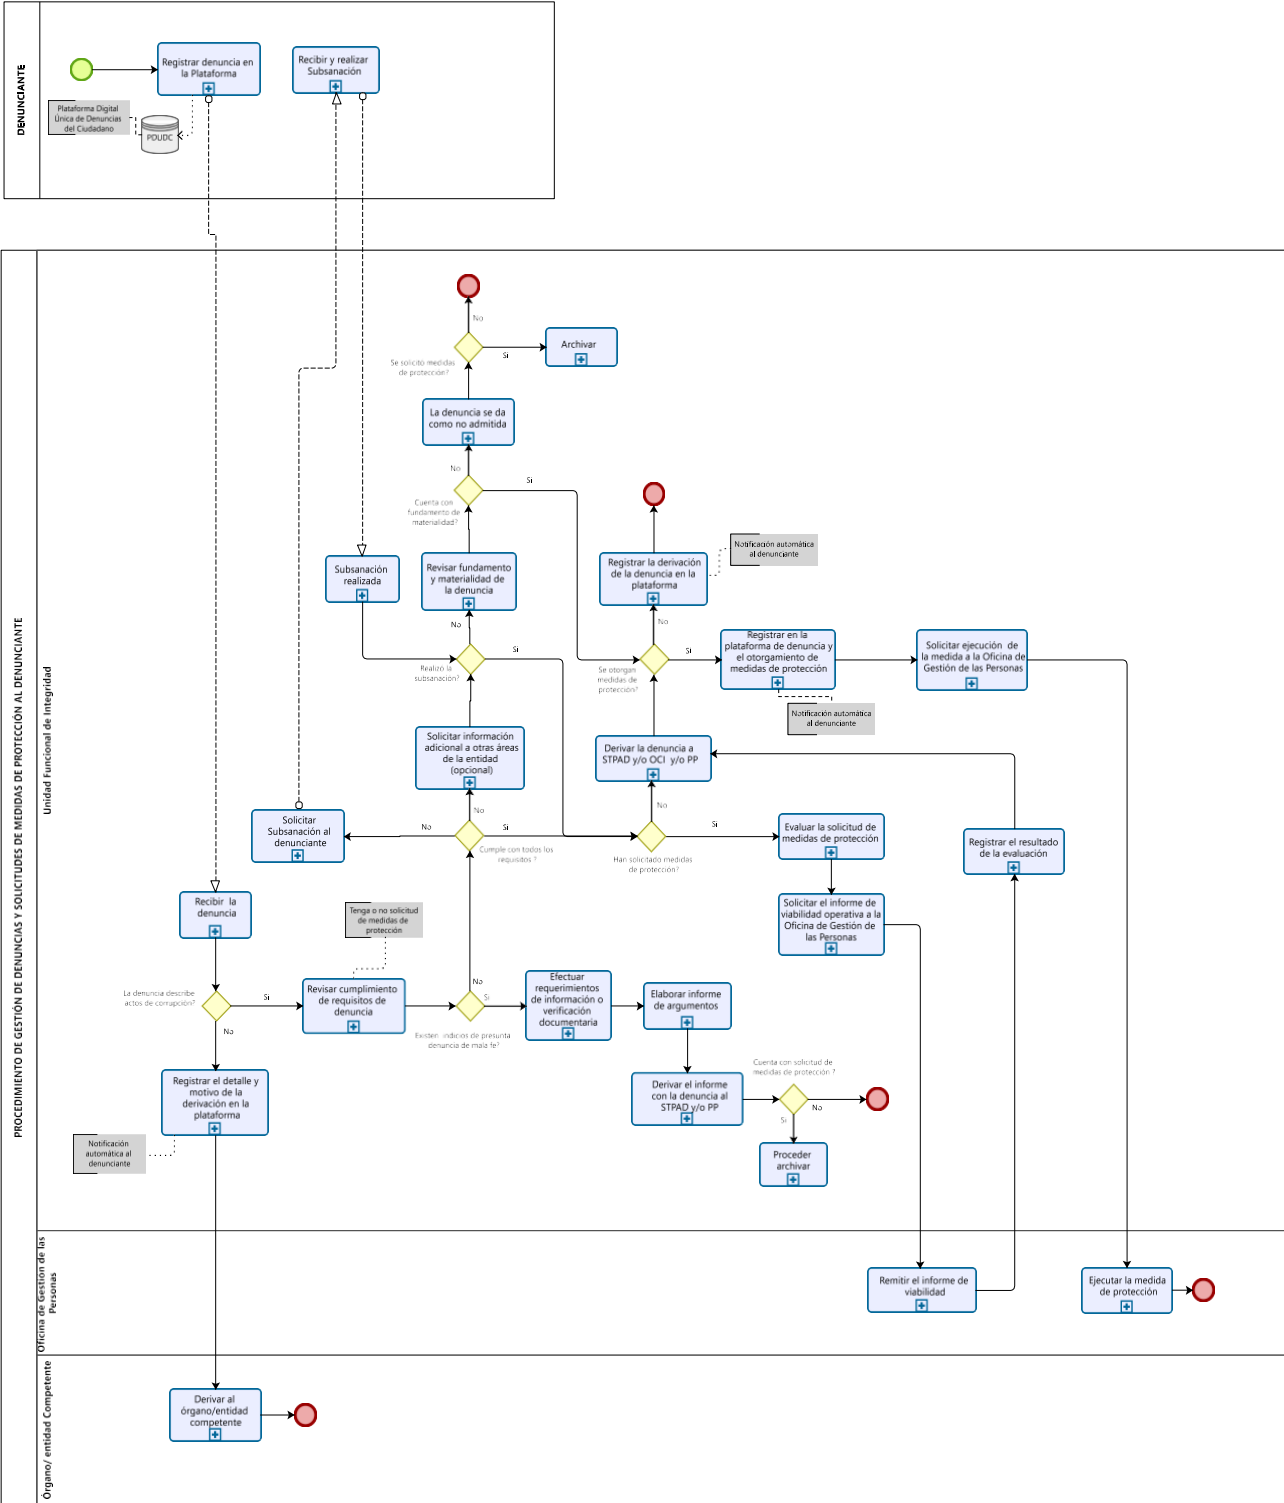 DENUNCIANTE
Registrar denuncia en
la Plataforma
Recibir y realizar
Subsanación
Plataforma Digital
Única de Denuncias
del Ciudadano
PDUDC
PROCEDIMIENTO DE GESTIÓN DE DENUNCIAS Y SOLICITUDES DE MEDIDAS DE PROTECCIÓN AL DENUNCIANTE
Unidad Funcional de Integridad
No
Se solicito medidas
de protección?
Si
Archivar
La denuncia se da
como no admitida
No
Si
Cuenta con
fundamento de
materialidad?
Subsanación
realizada
Revisar fundamento
y materialidad de
la denuncia
Registrar la derivación
de la denuncia en la
plataforma
Notificación automática
al denunciante
No
Si
Realizó la
subsanación?
No
Si
Se otorgan
medidas de
protección?
Registrar en la
plataforma de denuncia y
el otorgamiento de
medidas de protección
Solicitar ejecución de
la medida a la Oficina de
Gestión de las Personas
Notificación automática
al denunciante
Solicitar información
adicional a otras áreas
de la entidad
(opcional)
Derivar la denuncia a
STPAD y/o OCI y/o PP
Solicitar
Subsanación al
denunciante
No
No
Si
Cumple con todos los
requisitos ?
No
Si
Han solicitado medidas
de protección?
Evaluar la solicitud de
medidas de protección
Registrar el resultado
de la evaluación
Recibir la
denuncia
Tenga o no solicitud
de medidas de
protección
Solicitar el informe de
viabilidad operativa a la
Oficina de Gestión de
las Personas
La denuncia describe
actos de corrupción?
Si
No
Revisar cumplimiento
de requisitos de
denuncia
No
Si
Existen indicios de presunta
denuncia de mala fe?
Efectuar
requerimientos
de información o
verificación
documentaria
Elaborar informe
de argumentos
Registrar el detalle y
motivo de la
derivación en la
plataforma
Notificación
automática al
denunciante
Derivar el informe
con la denuncia al
STPAD y/o PP
Cuenta con solicitud de
medidas de protección ?
No
Si
Proceder
archivar
Oficina de Gestión de las
Personas
Remitir el informe de
viabilidad
Ejecutar la medida
de protección
Órgano/ entidad Competente
Derivar al
órgano/entidad
competente